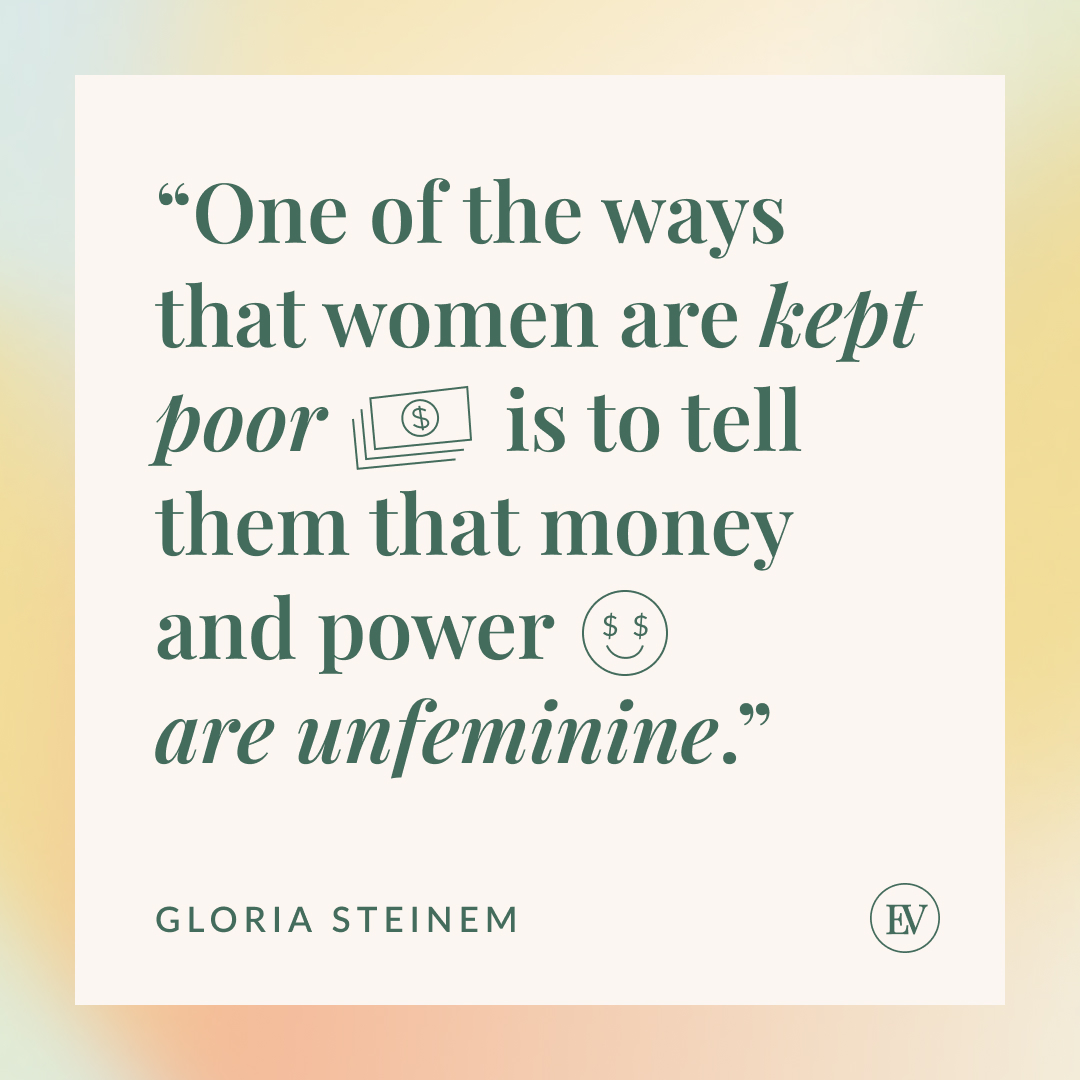 “One of the ways
that women are kept
poor is to tell
them that money
and power
are unfeminine.”
GLORIA STEINEM
EV